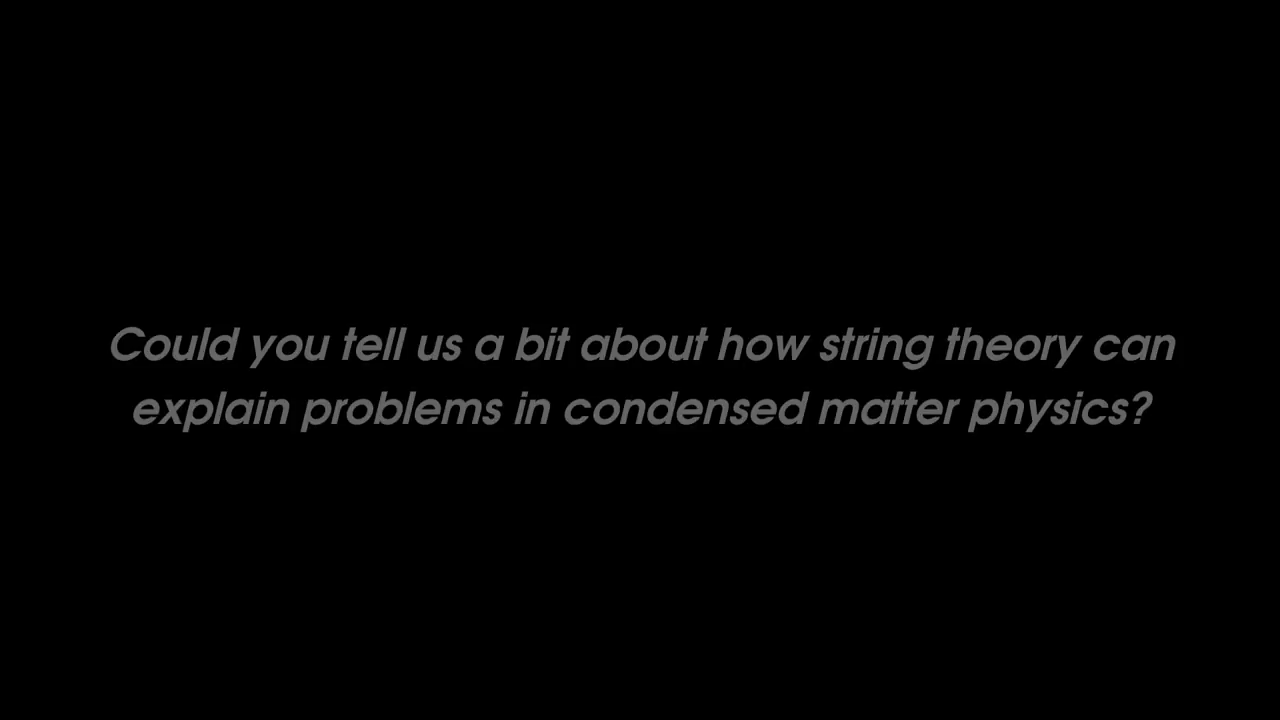 Could you tell us a bit about how string theory can
explain problems in condensed matter physics?